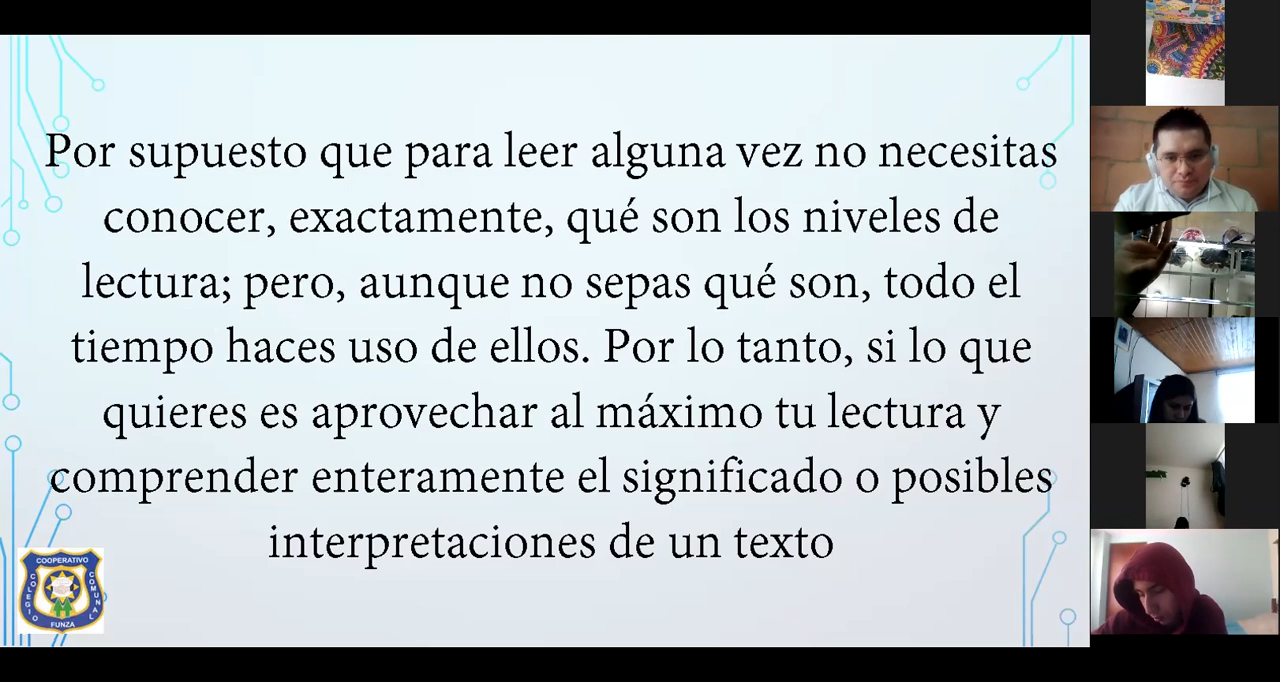 Por supuesto que para leer alguna vez no necesitas
conocer, exactamente, qué son los niveles de
lectura; pero, aunque no sepas qué son, todo el
tiempo haces uso de ellos. Por lo tanto, si lo que
quieres es aprovechar al máximo tu lectura y
comprender enteramente el significado o posibles
interpretaciones de un texto
COOPERATIVO
COLEGIO
COMUNAL
FUNZA